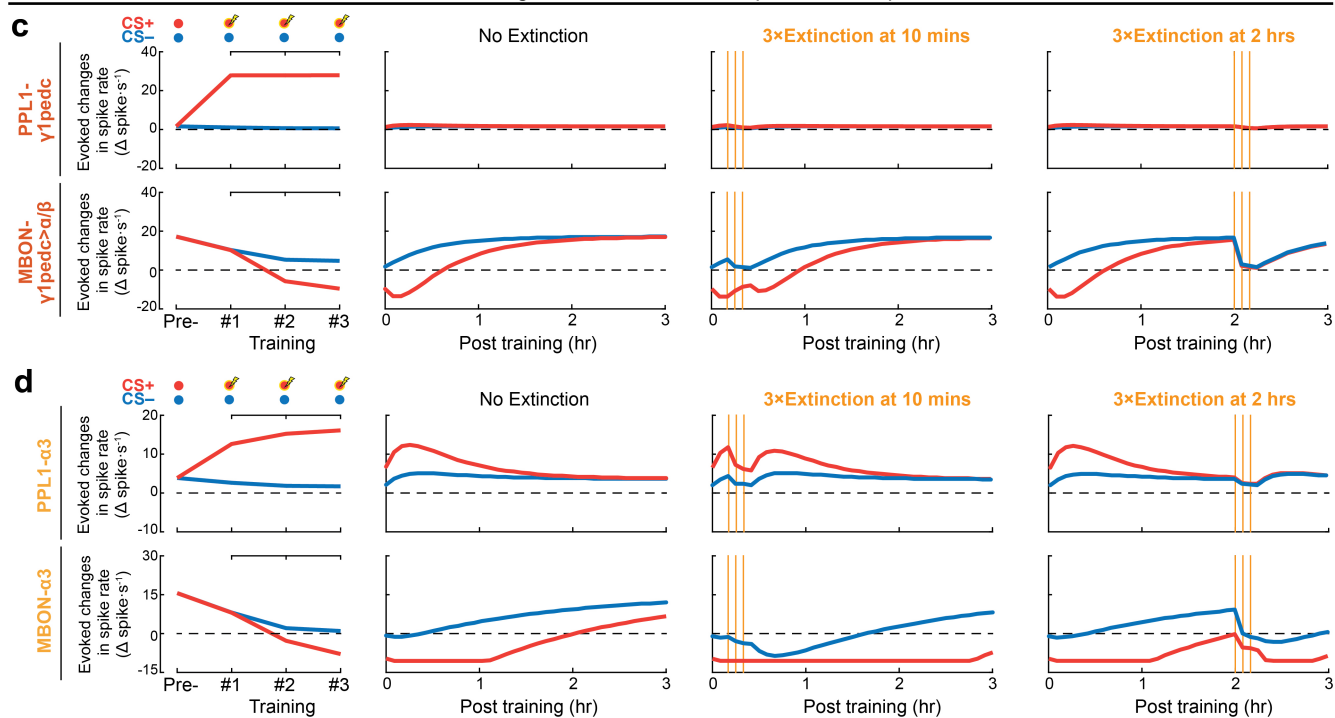 c
CS+
CS–
No Extinction
3×Extinction at 10 mins
3×Extinction at 2 hrs
PPL1-
γ1pedc
Evoked changes
in spike rate
(Δ spike·s⁻¹)
40
20
0
-20
MBON-
γ1pedc>α/β
Evoked changes
in spike rate
(Δ spike·s⁻¹)
40
20
0
-20
Pre- #1 #2 #3
Training
0 1 2 3
Post training (hr)
0 1 2 3
Post training (hr)
0 1 2 3
Post training (hr)
d
CS+
CS–
No Extinction
3×Extinction at 10 mins
3×Extinction at 2 hrs
PPL1-α3
Evoked changes
in spike rate
(Δ spike·s⁻¹)
20
10
0
-10
MBON-α3
Evoked changes
in spike rate
(Δ spike·s⁻¹)
30
15
0
-15
Pre- #1 #2 #3
Training
0 1 2 3
Post training (hr)
0 1 2 3
Post training (hr)
0 1 2 3
Post training (hr)